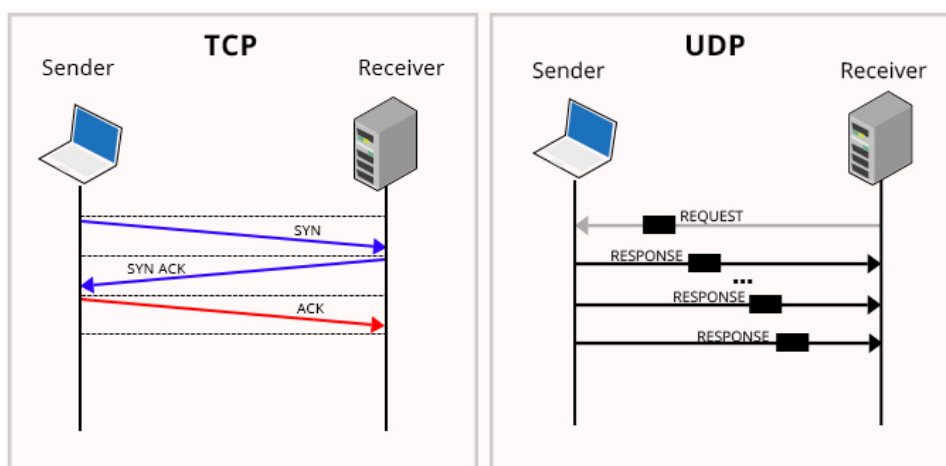 TCP
Sender
Receiver
SYN
SYN ACK
ACK
UDP
Sender
Receiver
REQUEST
RESPONSE
...
RESPONSE
RESPONSE